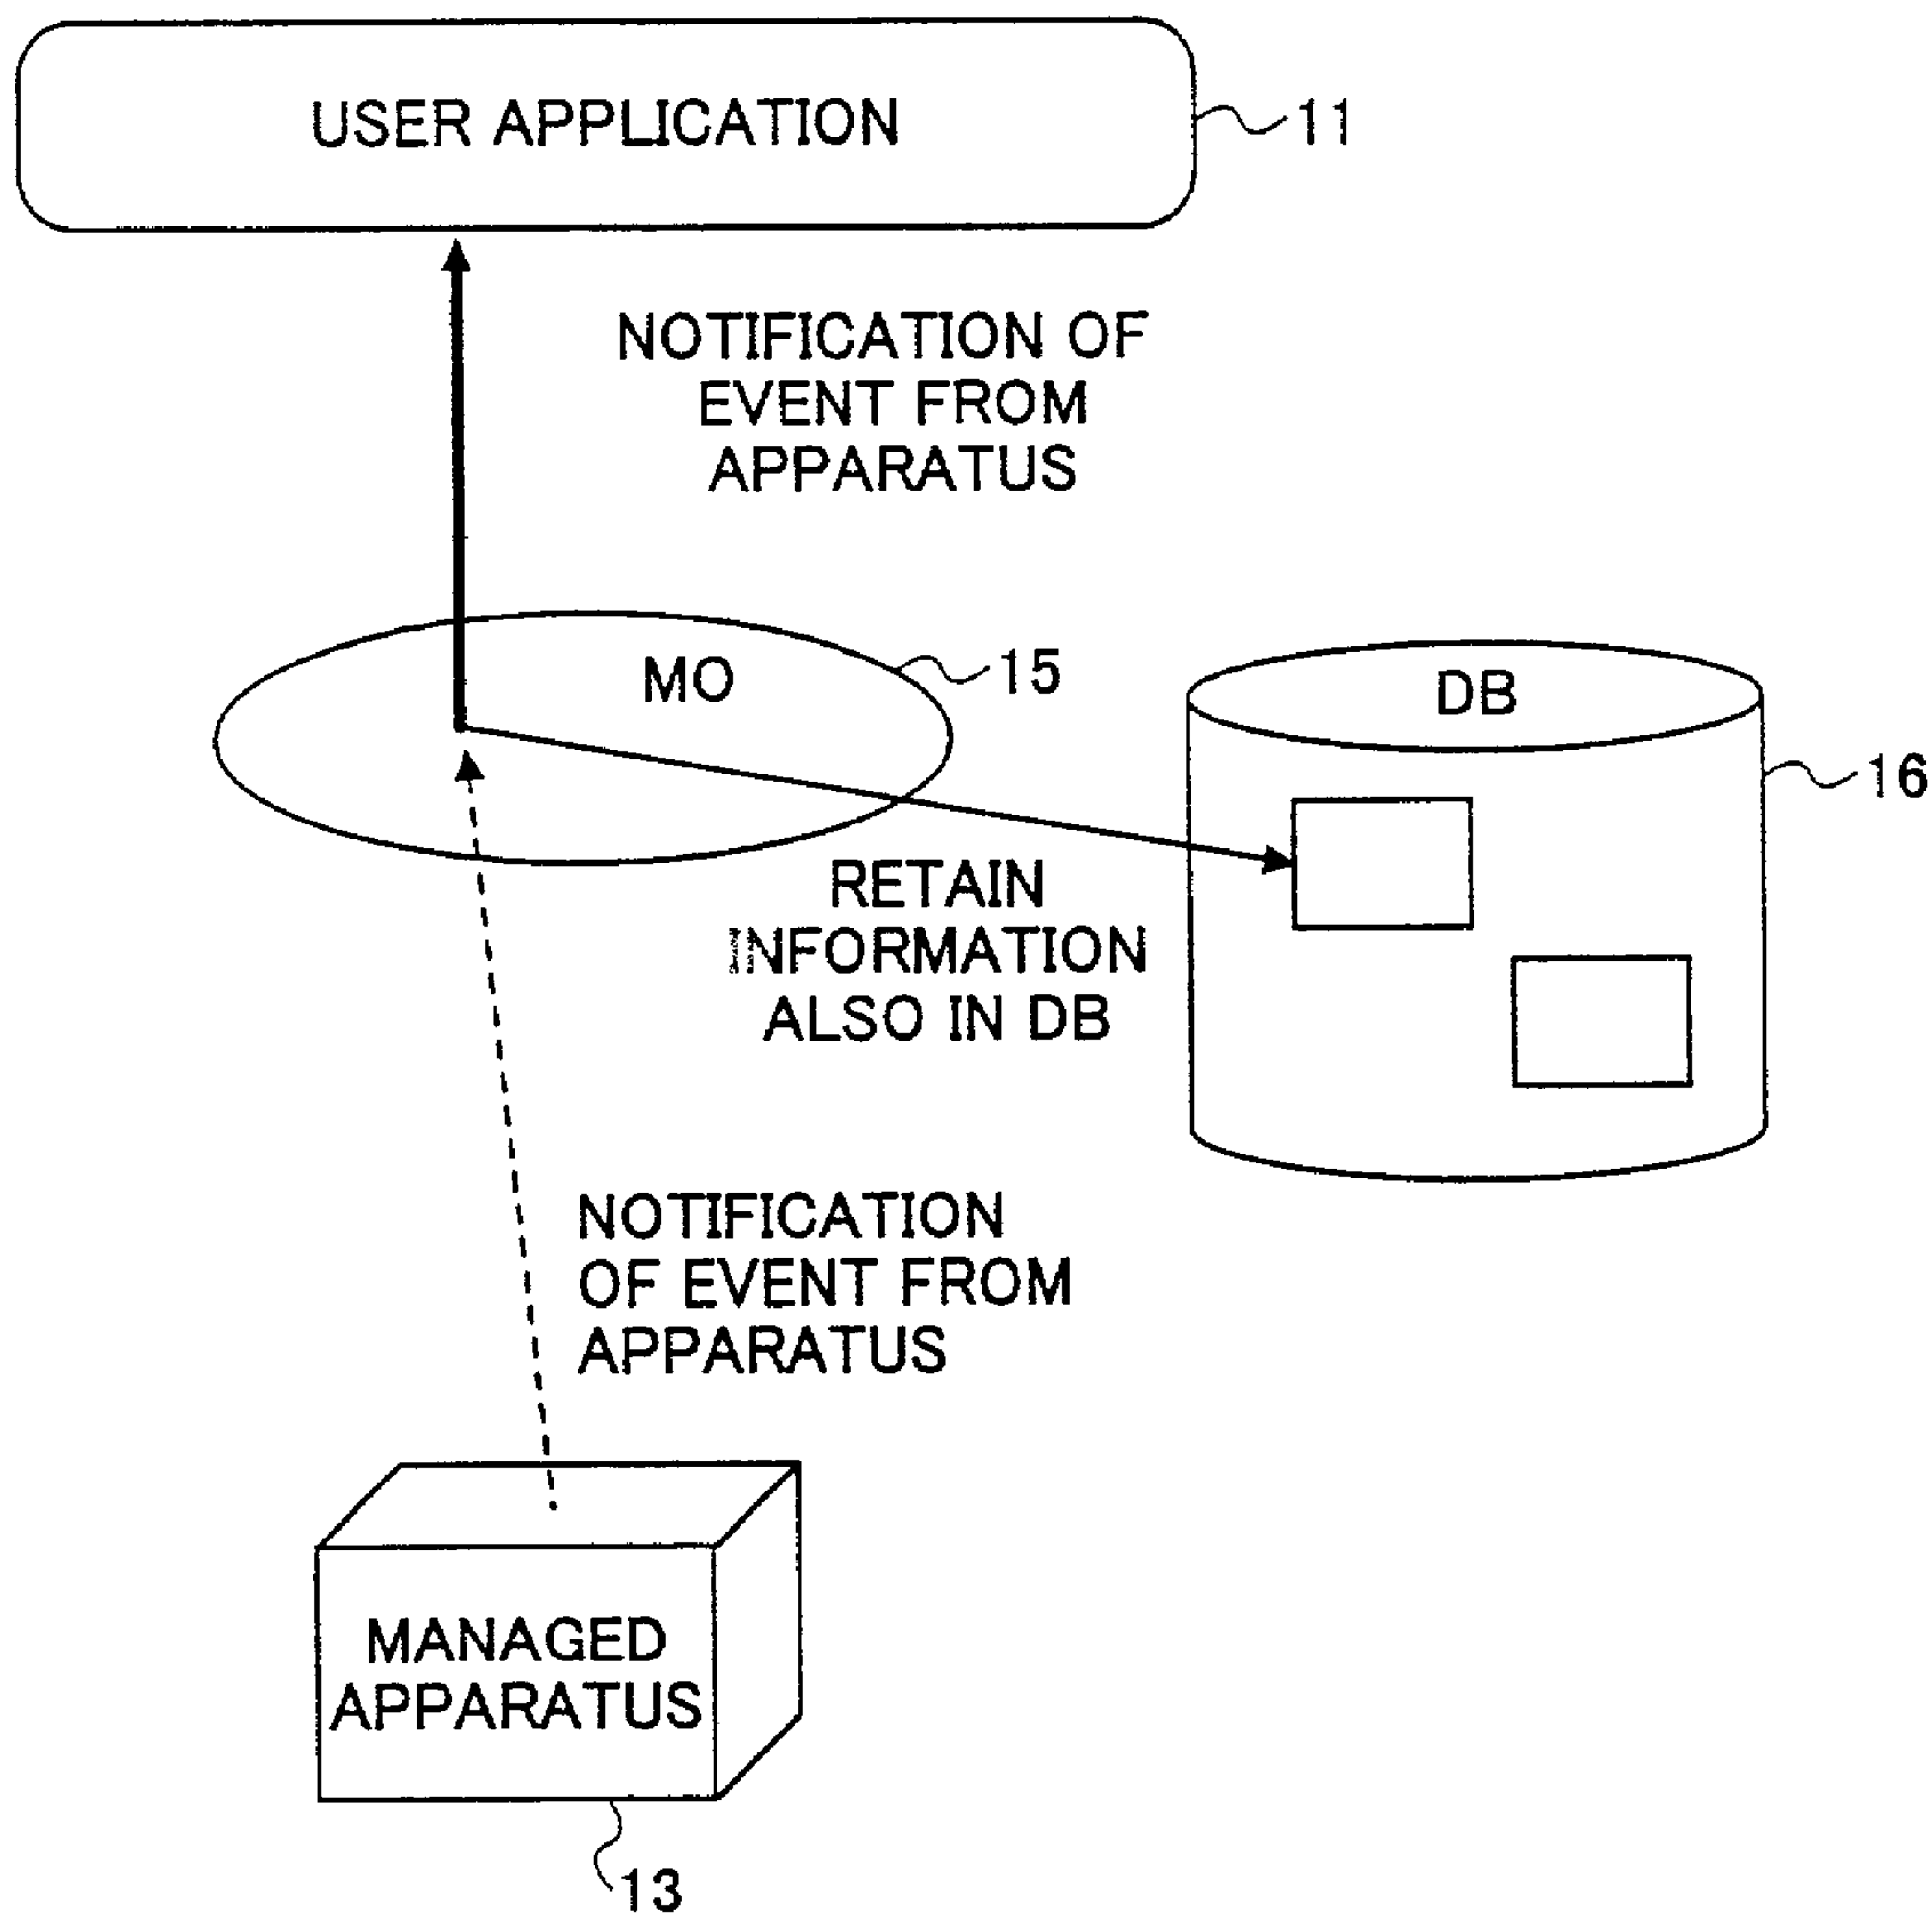 USER APPLICATION
11
NOTIFICATION OF
EVENT FROM
APPARATUS
MO
15
DB
16
RETAIN
INFORMATION
ALSO IN DB
NOTIFICATION
OF EVENT FROM
APPARATUS
MANAGED
APPARATUS
13